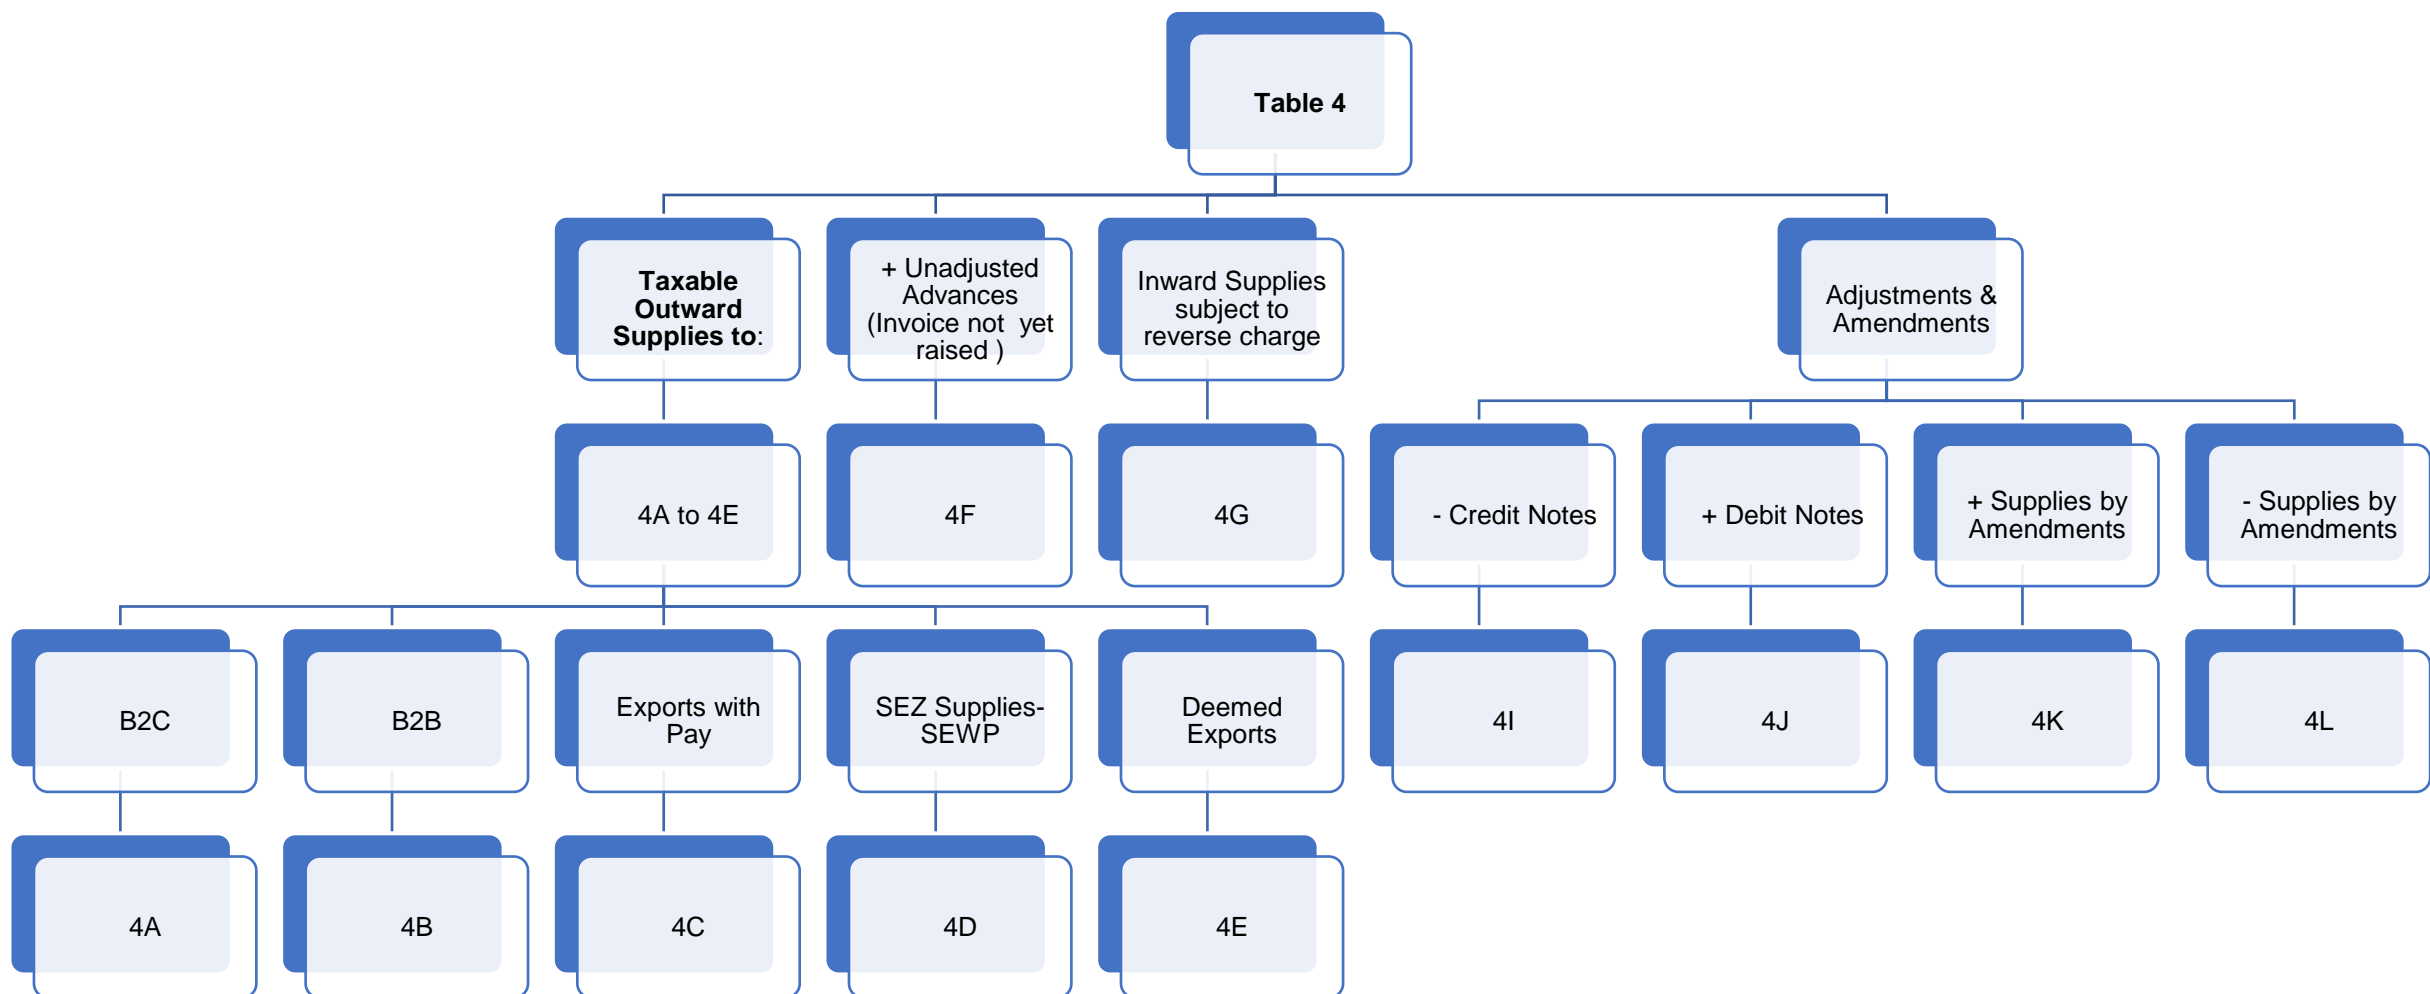 Table 4
Taxable
Outward
Supplies to:
+ Unadjusted
Advances
(Invoice not  yet
raised )
Inward Supplies
subject to
reverse charge
Adjustments &
Amendments
4A to 4E
4F
4G
- Credit Notes
+ Debit Notes
+ Supplies by
Amendments
- Supplies by
Amendments
B2C
B2B
Exports with
Pay
SEZ Supplies-
SEWP
Deemed
Exports
4I
4J
4K
4L
4A
4B
4C
4D
4E